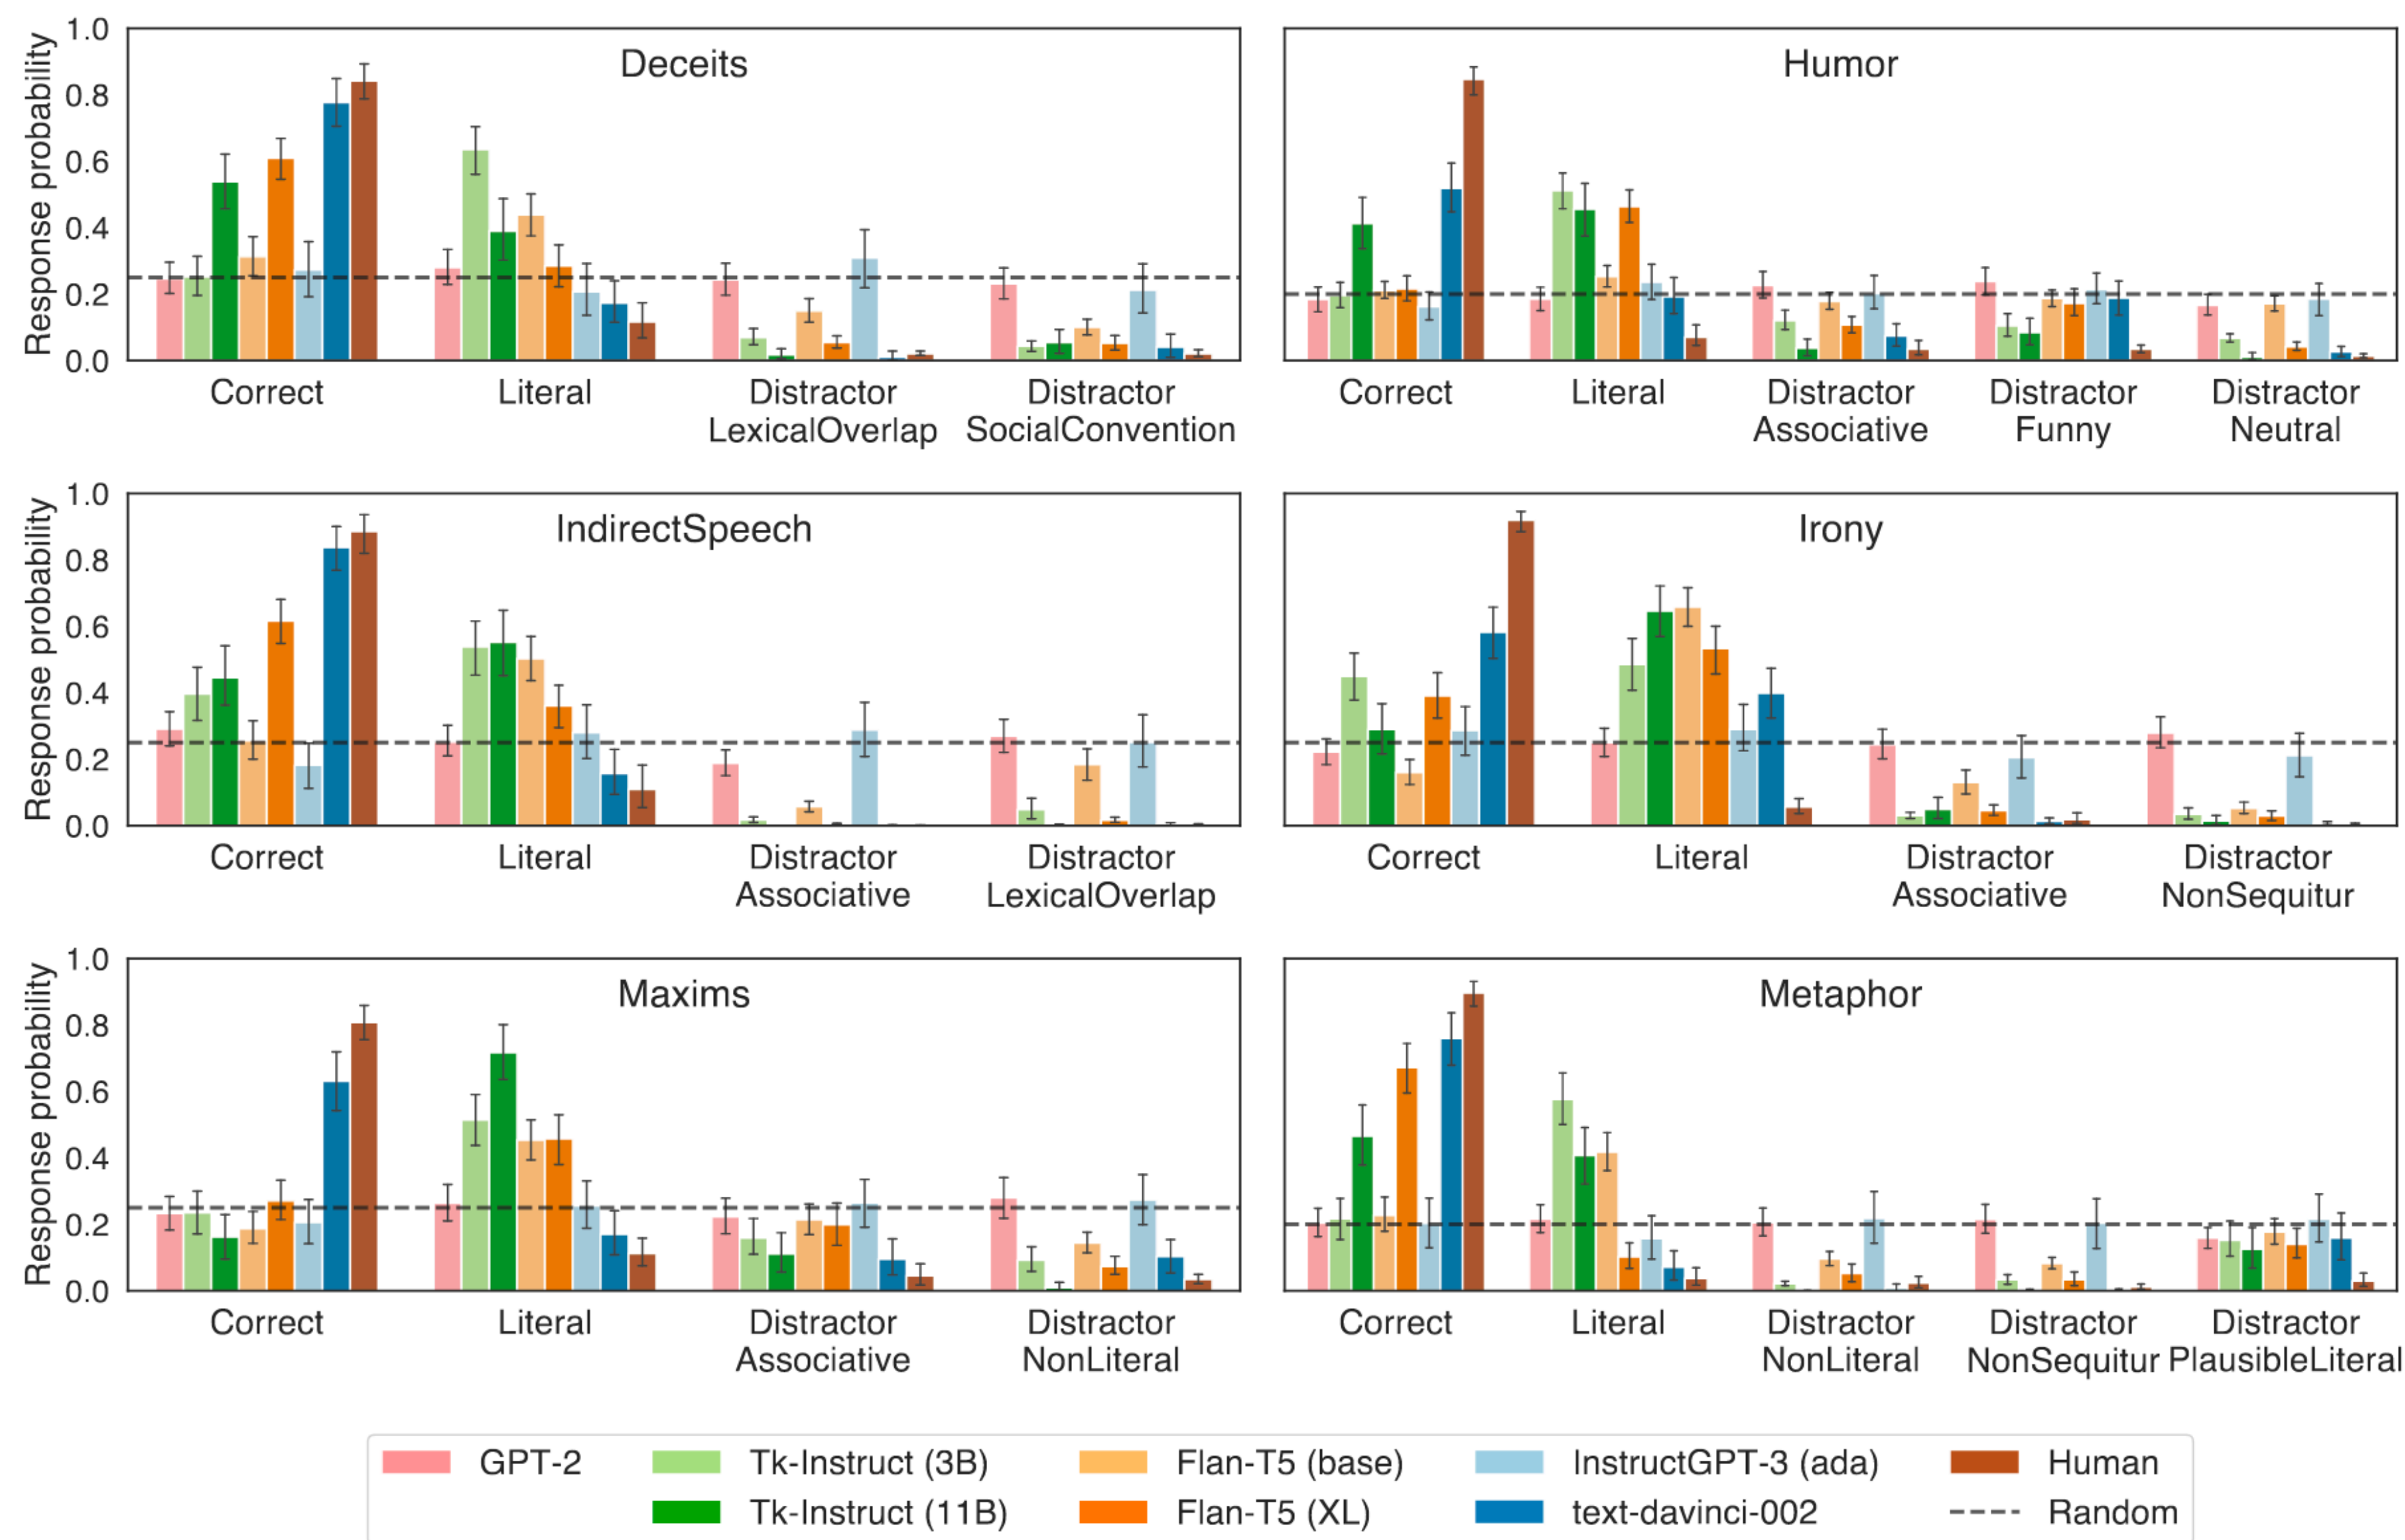 Response probability
1.0
0.8
0.6
0.4
0.2
0.0
Deceits
Correct
Literal
Distractor
LexicalOverlap
Distractor
SocialConvention
Humor
Correct
Literal
Distractor
Associative
Distractor
Funny
Distractor
Neutral
Response probability
1.0
0.8
0.6
0.4
0.2
0.0
IndirectSpeech
Correct
Literal
Distractor
Associative
Distractor
LexicalOverlap
Irony
Correct
Literal
Distractor
Associative
Distractor
NonSequitur
Response probability
1.0
0.8
0.6
0.4
0.2
0.0
Maxims
Correct
Literal
Distractor
Associative
Distractor
NonLiteral
Metaphor
Correct
Literal
Distractor
NonLiteral
Distractor
NonSequitur
Distractor
PlausibleLiteral
GPT-2
Tk-Instruct (3B)
Tk-Instruct (11B)
Flan-T5 (base)
Flan-T5 (XL)
InstructGPT-3 (ada)
text-davinci-002
Human
Random